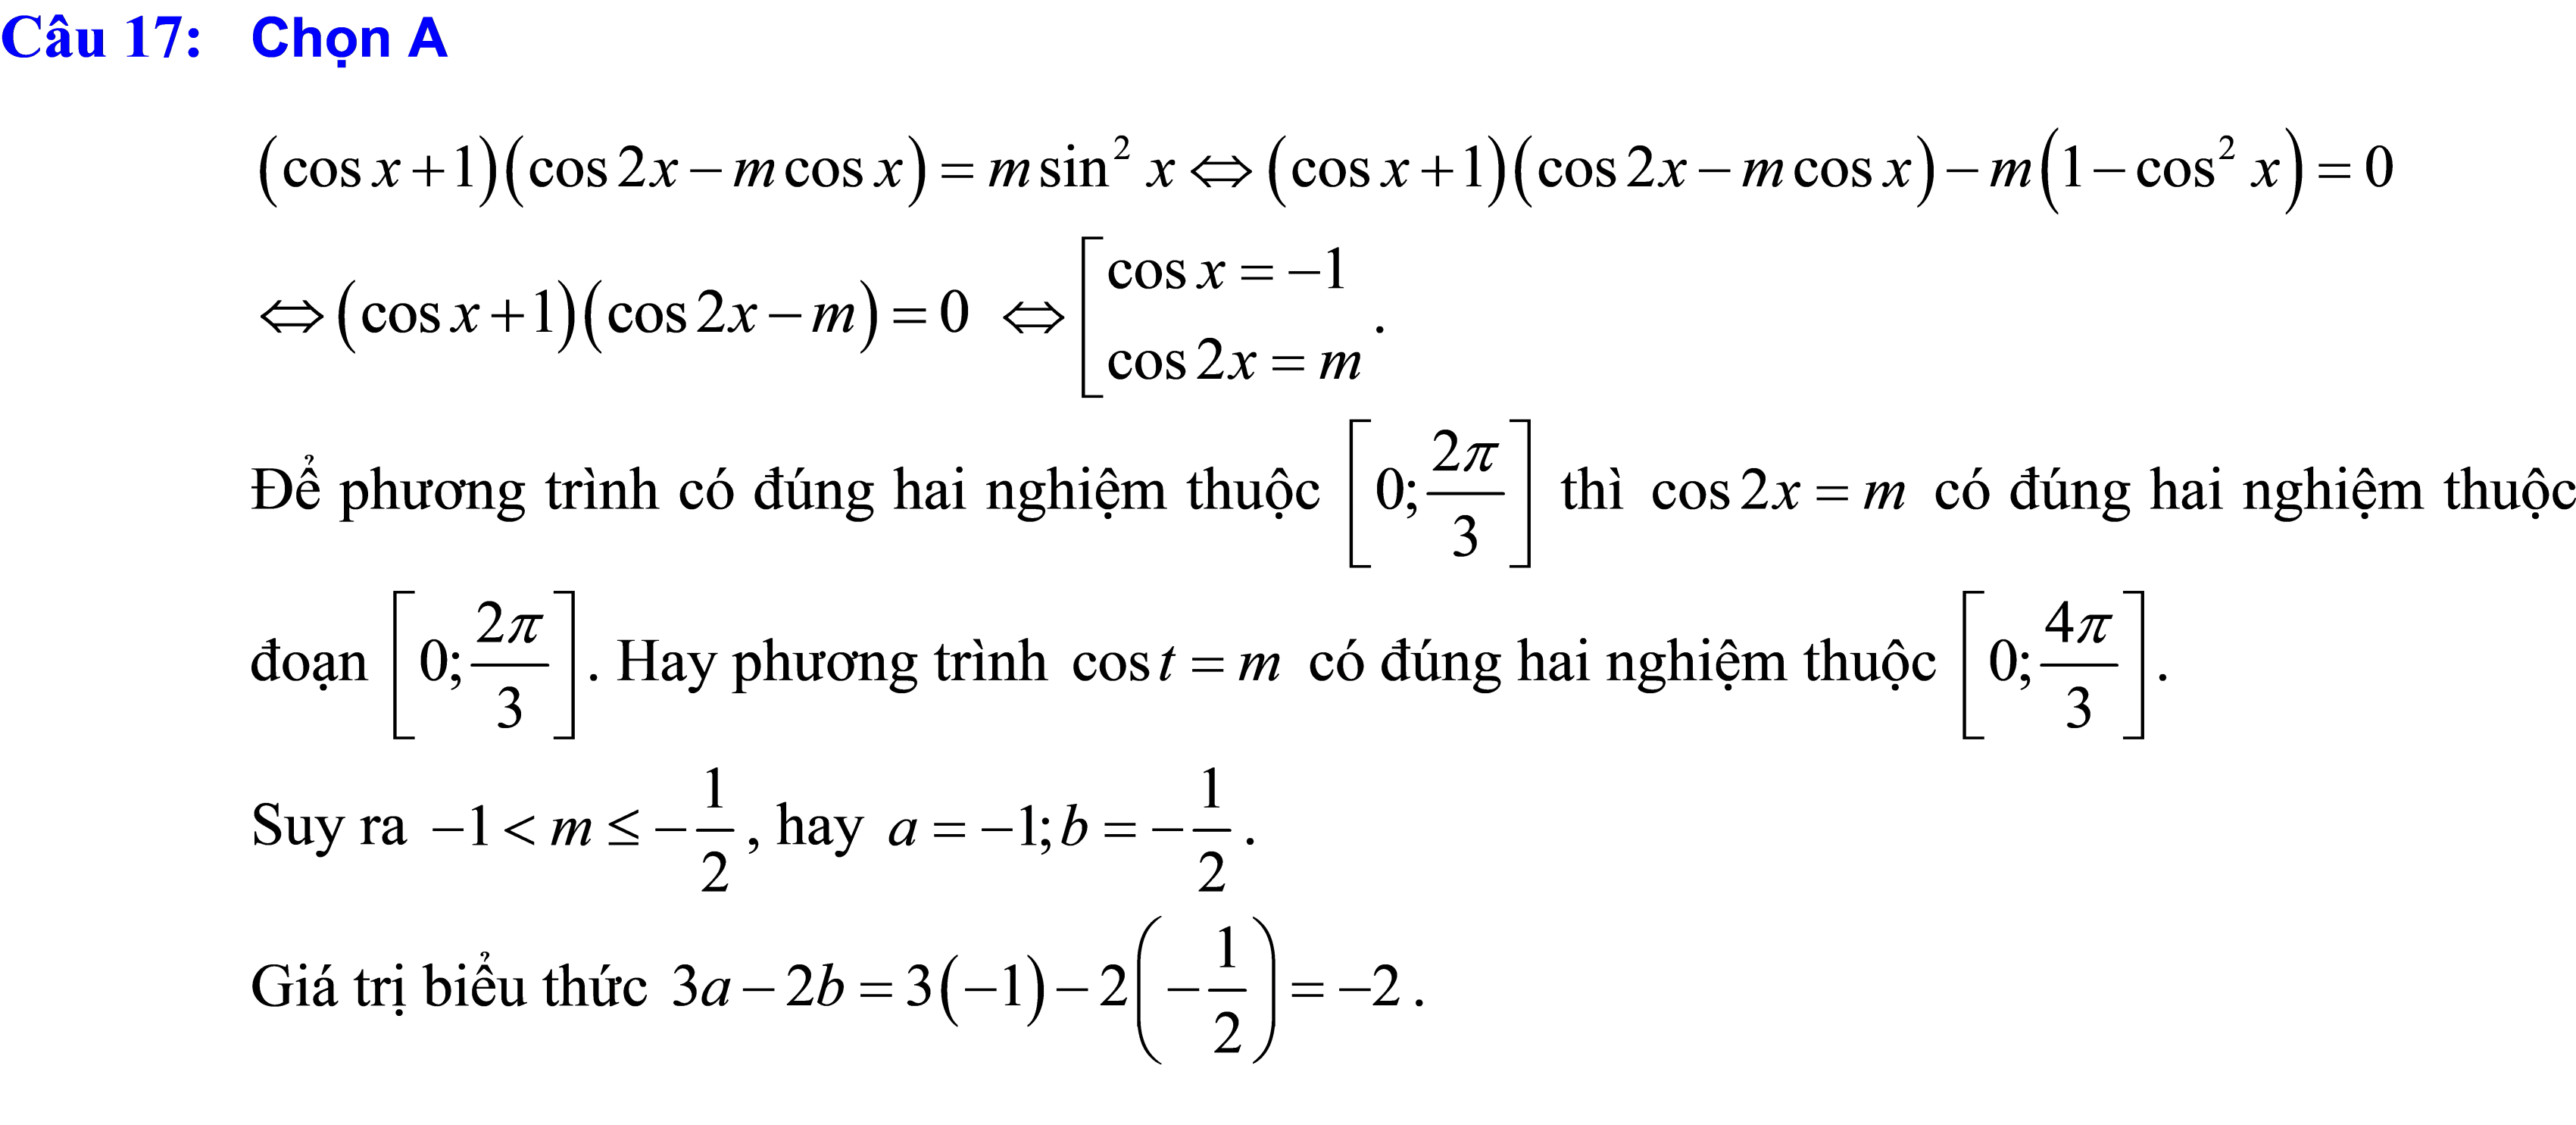 Câu 17: Chọn A
(cos x + 1)(cos 2x − m cos x) = m sin² x ⇔ (cos x + 1)(cos 2x − m cos x) − m(1 − cos² x) = 0
⇔ (cos x + 1)(cos 2x − m) = 0 ⇔ [cos x = −1
cos 2x = m .
Để phương trình có đúng hai nghiệm thuộc [0; 2π/3] thì cos 2x = m có đúng hai nghiệm thuộc
đoạn [0; 2π/3]. Hay phương trình cos t = m có đúng hai nghiệm thuộc [0; 4π/3].
Suy ra −1 < m ≤ −1/2, hay a = −1; b = −1/2.
Giá trị biểu thức 3a − 2b = 3(−1) − 2(−1/2) = −2.